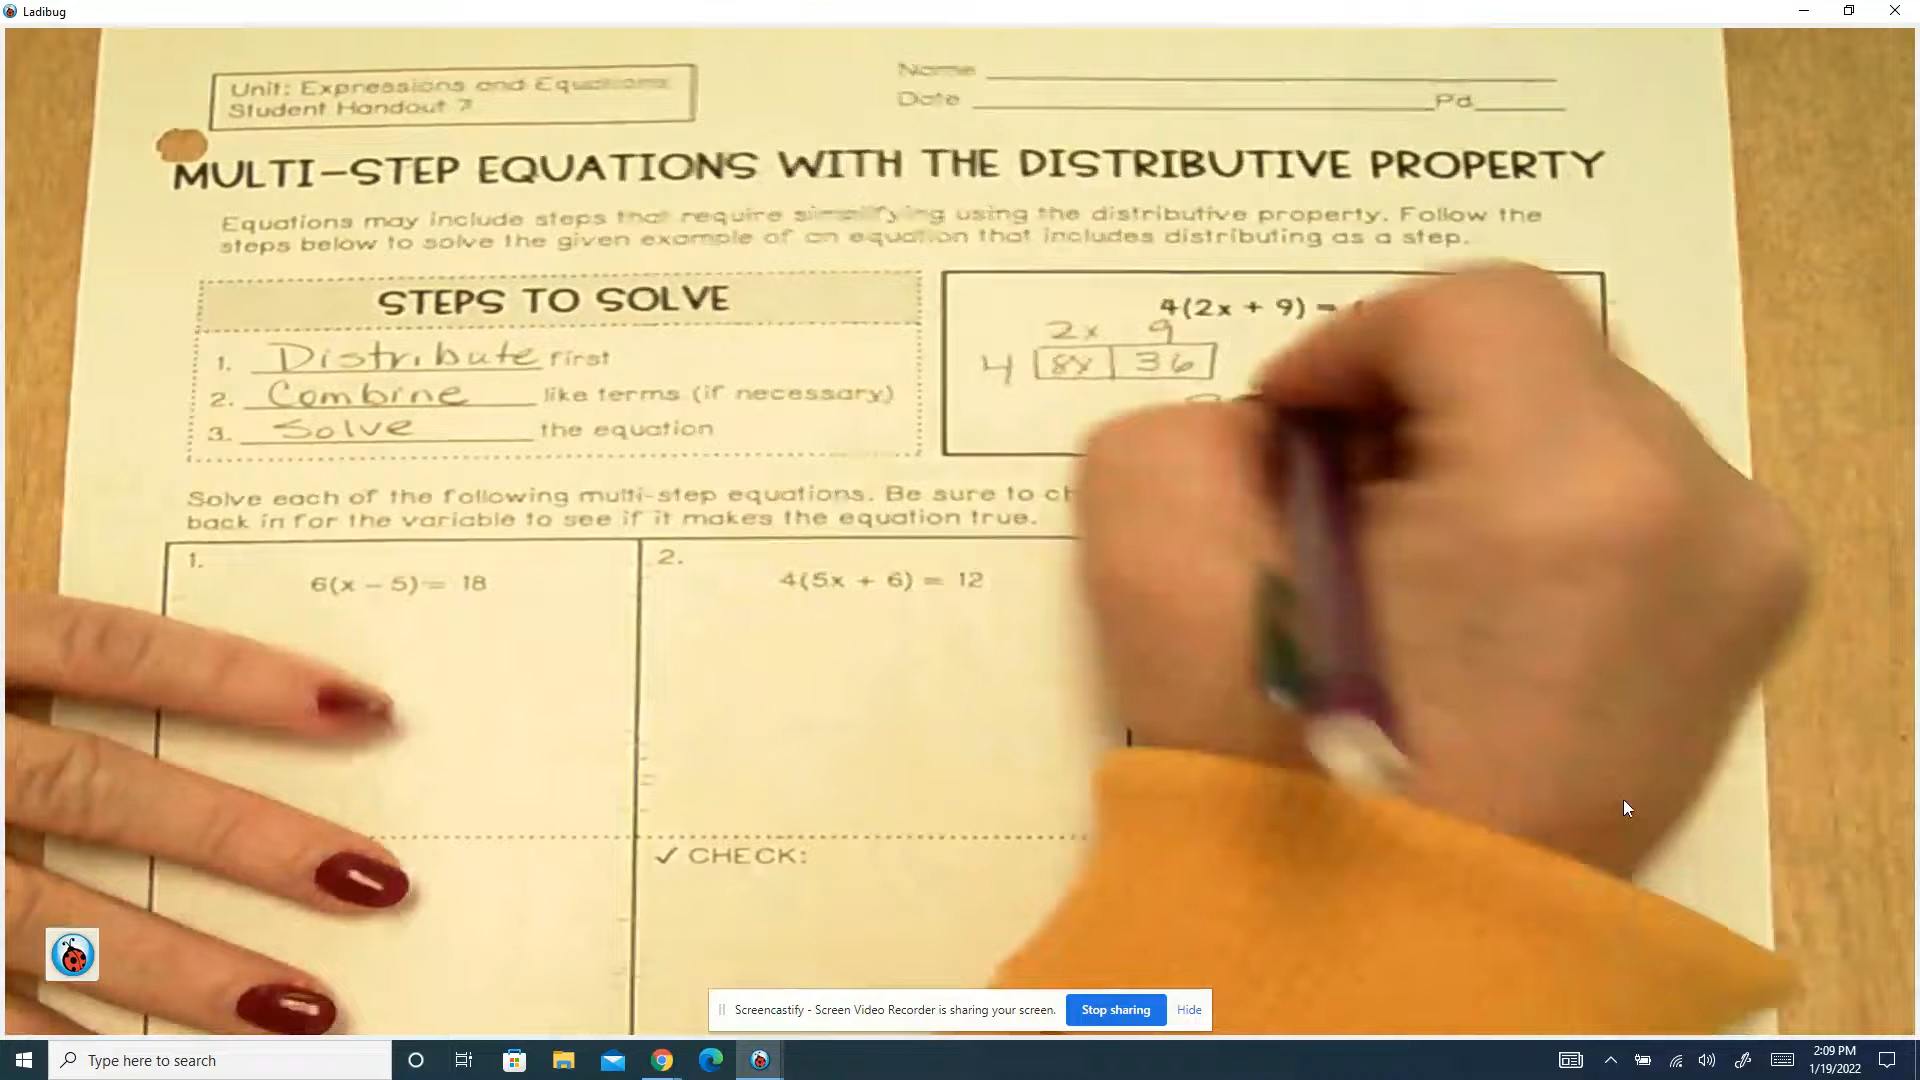 Ladibug
Unit: Expressions and Equations
Student Handout 7
Name
Date Pd
MULTI-STEP EQUATIONS WITH THE DISTRIBUTIVE PROPERTY
Equations may include steps that require simplifying using the distributive property. Follow the
steps below to solve the given example of an equation that includes distributing as a step.
STEPS TO SOLVE
1. Distribute first
2. Combine like terms (if necessary)
3. Solve the equation
4(2x + 9) =
2x 9
4 8x 36
Solve each of the following multi-step equations. Be sure to
back in for the variable to see if it makes the equation true.
1.
6(x - 5) = 18
2.
4(5x + 6) = 12
✓ CHECK:
Screencastify - Screen Video Recorder is sharing your screen. Stop sharing Hide
Type here to search
2:09 PM
1/19/2022